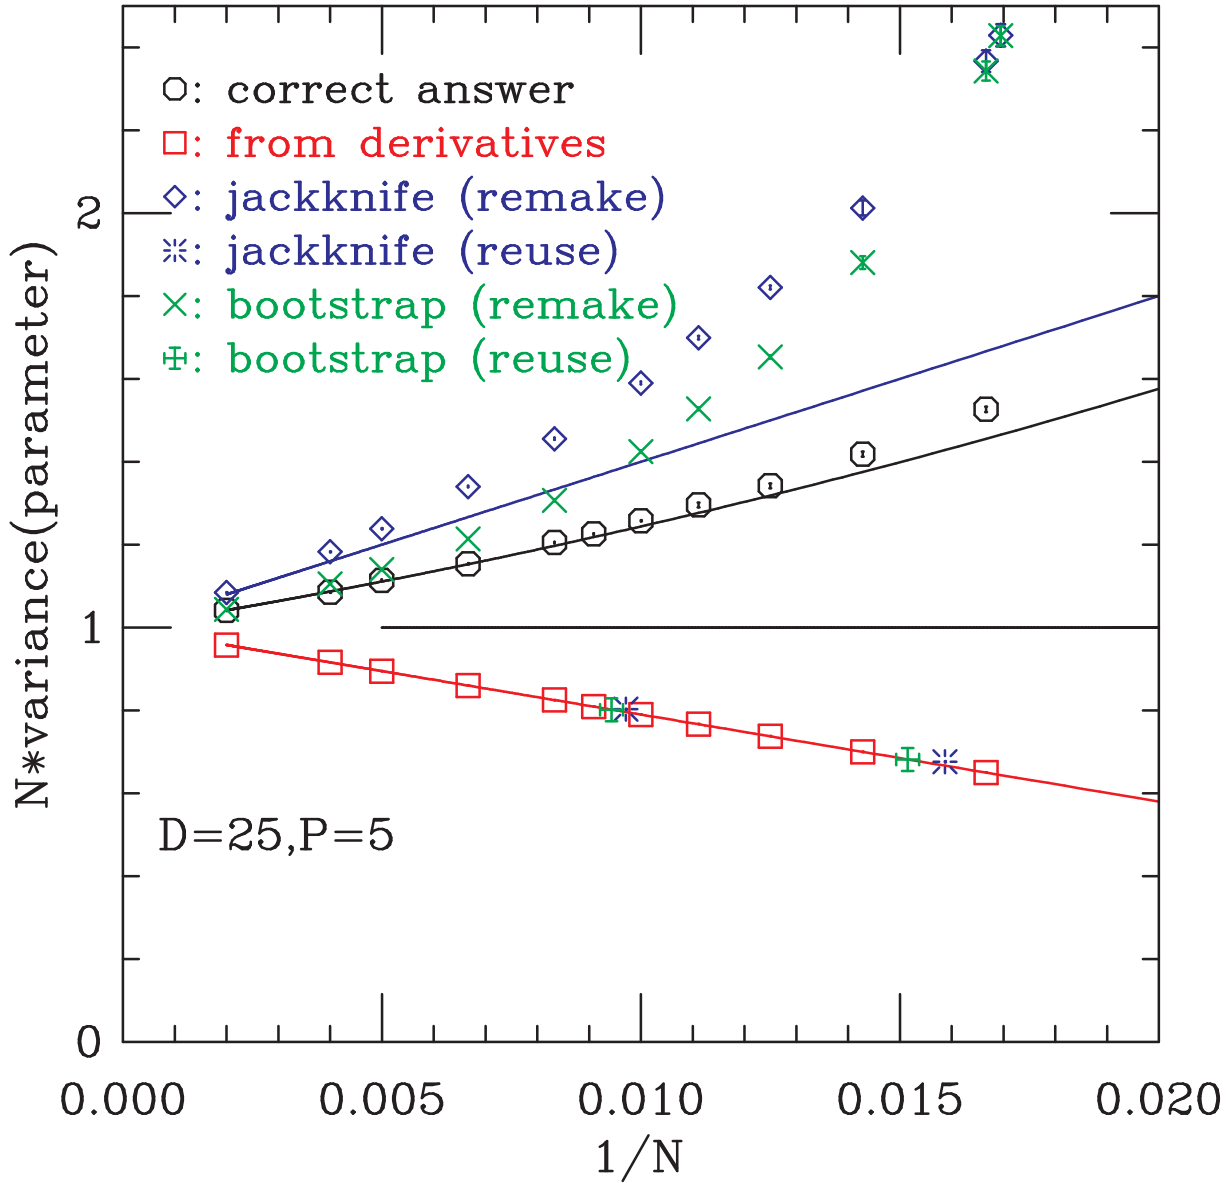 ○: correct answer
□: from derivatives
◇: jackknife (remake)
✳: jackknife (reuse)
×: bootstrap (remake)
+: bootstrap (reuse)
2
1
0
N*variance(parameter)
D=25,P=5
0.000 0.005 0.010 0.015 0.020
1/N